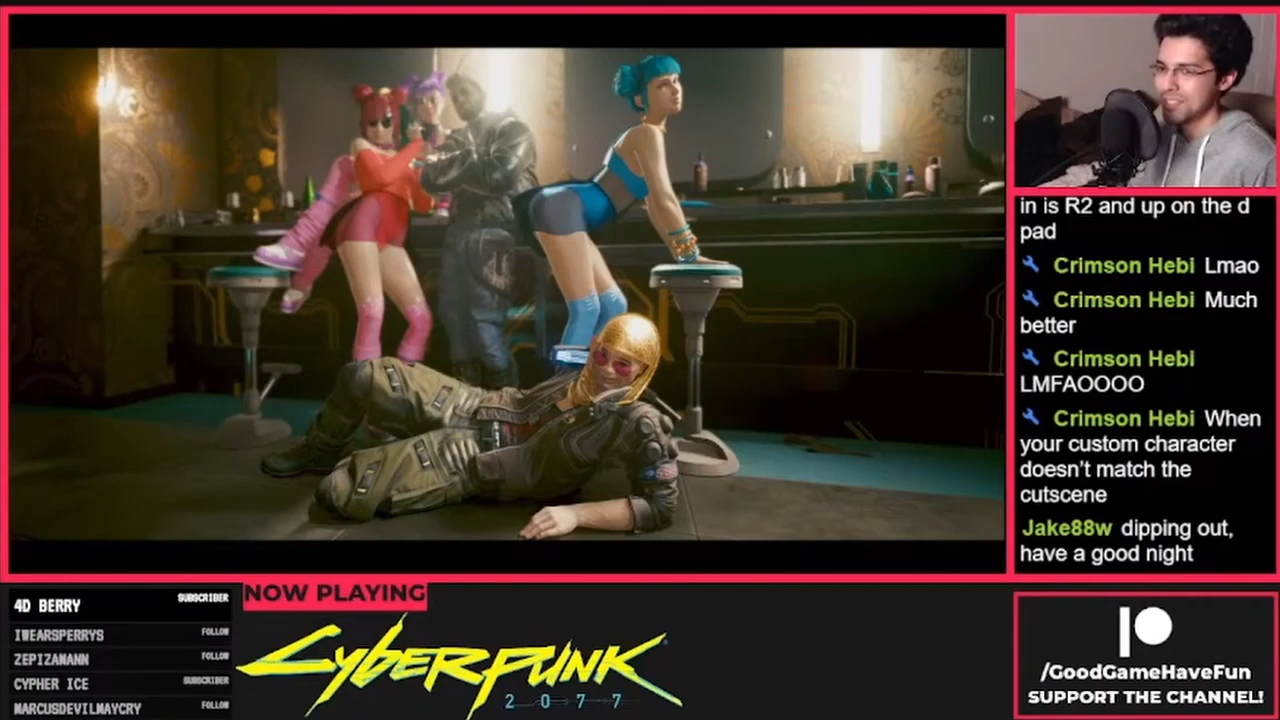 in is R2 and up on the d
pad
Crimson Hebi Lmao
Crimson Hebi Much
better
Crimson Hebi
LMFAOOOO
Crimson Hebi When
your custom character
doesn't match the
cutscene
Jake88w dipping out,
have a good night
4D BERRY SUBSCRIBER
IWEARSPERRYS FOLLOW
ZEPIZAMANN FOLLOW
CYPHER ICE SUBSCRIBER
MARCUSDEVILMAYCRY FOLLOW
NOW PLAYING
CYBERPUNK
2077
/GoodGameHaveFun
SUPPORT THE CHANNEL!